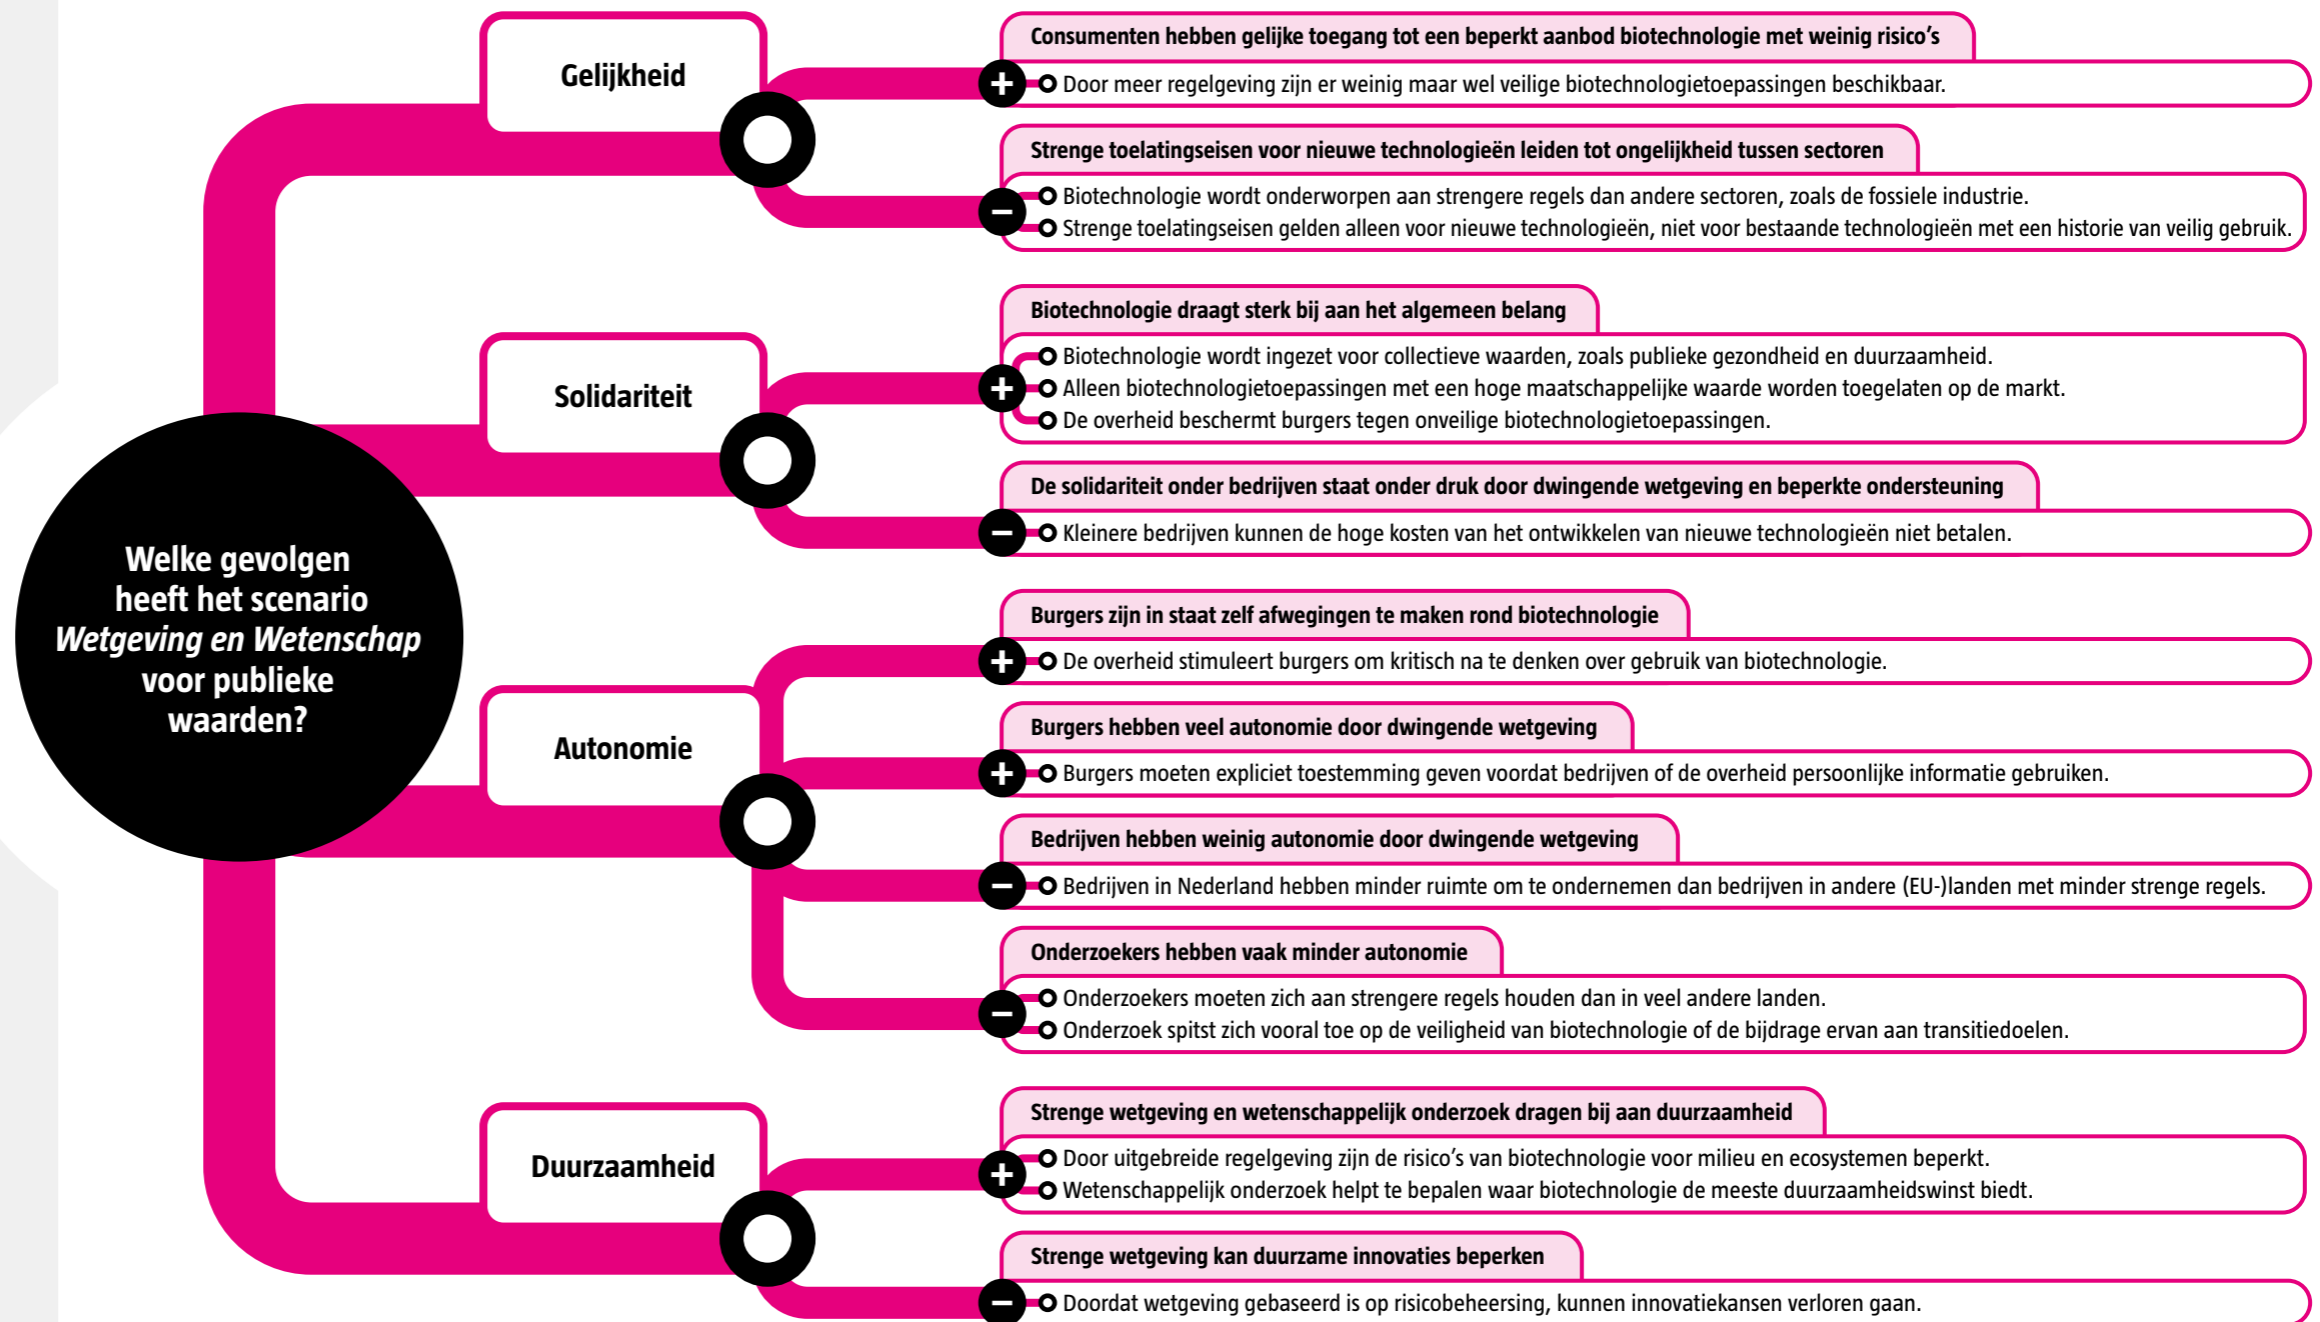 Welke gevolgen
heeft het scenario
Wetgeving en Wetenschap
voor publieke
waarden?
Gelijkheid
Consumenten hebben gelijke toegang tot een beperkt aanbod biotechnologie met weinig risico's
+
Door meer regelgeving zijn er weinig maar wel veilige biotechnologietoepassingen beschikbaar.
Strenge toelatingseisen voor nieuwe technologieën leiden tot ongelijkheid tussen sectoren
–
Biotechnologie wordt onderworpen aan strengere regels dan andere sectoren, zoals de fossiele industrie.
Strenge toelatingseisen gelden alleen voor nieuwe technologieën, niet voor bestaande technologieën met een historie van veilig gebruik.
Solidariteit
Biotechnologie draagt sterk bij aan het algemeen belang
+
Biotechnologie wordt ingezet voor collectieve waarden, zoals publieke gezondheid en duurzaamheid.
Alleen biotechnologietoepassingen met een hoge maatschappelijke waarde worden toegelaten op de markt.
De overheid beschermt burgers tegen onveilige biotechnologietoepassingen.
De solidariteit onder bedrijven staat onder druk door dwingende wetgeving en beperkte ondersteuning
–
Kleinere bedrijven kunnen de hoge kosten van het ontwikkelen van nieuwe technologieën niet betalen.
Autonomie
Burgers zijn in staat zelf afwegingen te maken rond biotechnologie
+
De overheid stimuleert burgers om kritisch na te denken over gebruik van biotechnologie.
Burgers hebben veel autonomie door dwingende wetgeving
+
Burgers moeten expliciet toestemming geven voordat bedrijven of de overheid persoonlijke informatie gebruiken.
Bedrijven hebben weinig autonomie door dwingende wetgeving
–
Bedrijven in Nederland hebben minder ruimte om te ondernemen dan bedrijven in andere (EU-)landen met minder strenge regels.
Onderzoekers hebben vaak minder autonomie
–
Onderzoekers moeten zich aan strengere regels houden dan in veel andere landen.
Onderzoek spitst zich vooral toe op de veiligheid van biotechnologie of de bijdrage ervan aan transitiedoelen.
Duurzaamheid
Strenge wetgeving en wetenschappelijk onderzoek dragen bij aan duurzaamheid
+
Door uitgebreide regelgeving zijn de risico's van biotechnologie voor milieu en ecosystemen beperkt.
Wetenschappelijk onderzoek helpt te bepalen waar biotechnologie de meeste duurzaamheidswinst biedt.
Strenge wetgeving kan duurzame innovaties beperken
–
Doordat wetgeving gebaseerd is op risicobeheersing, kunnen innovatiekansen verloren gaan.